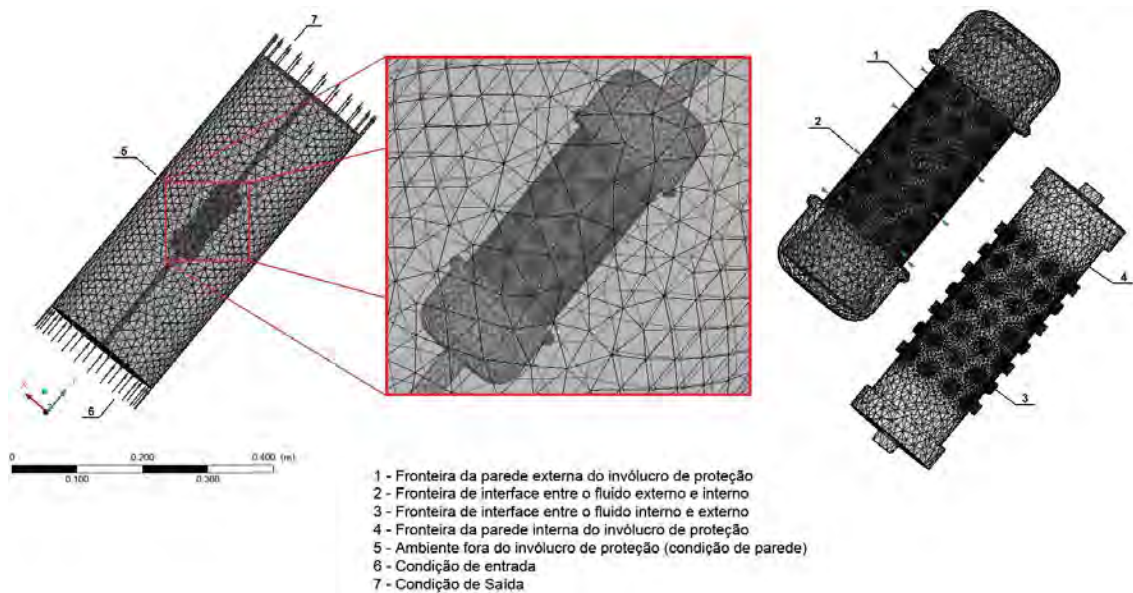 7
5
6
0 0.200 0.400 (m)
0.100 0.300
1
2
4
3
1 - Fronteira da parede externa do invólucro de proteção
2 - Fronteira de interface entre o fluído externo e interno
3 - Fronteira de interface entre o fluído interno e externo
4 - Fronteira da parede interna do invólucro de proteção
5 - Ambiente fora do invólucro de proteção (condição de parede)
6 - Condição de entrada
7 - Condição de Saída